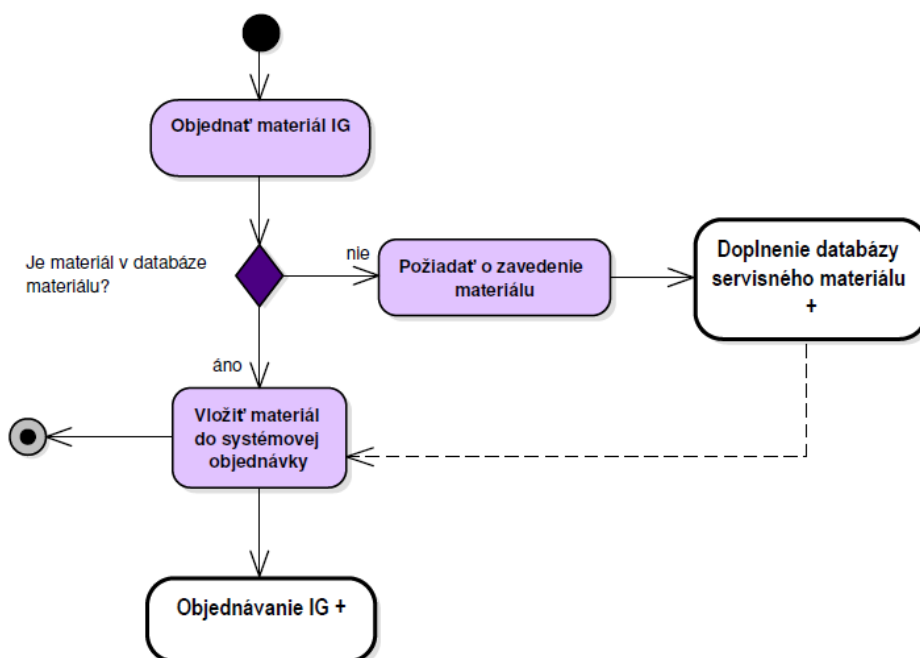 Objednať materiál IG
Je materiál v databáze
materiálu?
nie
Požiadať o zavedenie
materiálu
Doplnenie databázy
servisného materiálu
+
áno
Vložiť materiál
do systémovej
objednávky
Objednávanie IG +